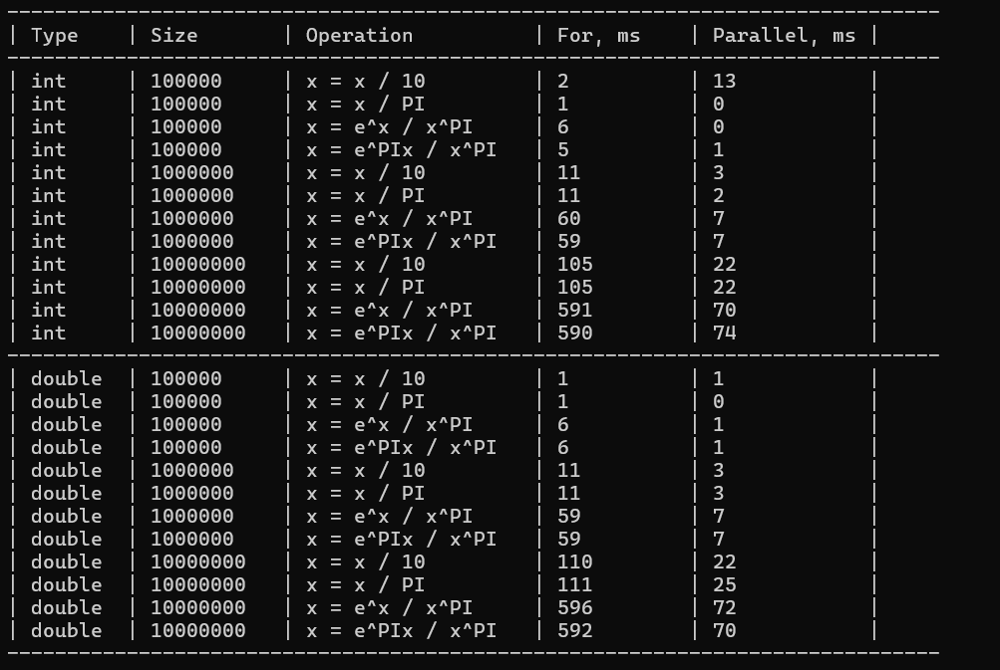 | Type | Size | Operation | For, ms | Parallel, ms |
| int | 100000 | x = x / 10 | 2 | 13 |
| int | 100000 | x = x / PI | 1 | 0 |
| int | 100000 | x = e^x / x^PI | 6 | 0 |
| int | 100000 | x = e^PIx / x^PI | 5 | 1 |
| int | 1000000 | x = x / 10 | 11 | 3 |
| int | 1000000 | x = x / PI | 11 | 2 |
| int | 1000000 | x = e^x / x^PI | 60 | 7 |
| int | 1000000 | x = e^PIx / x^PI | 59 | 7 |
| int | 10000000 | x = x / 10 | 105 | 22 |
| int | 10000000 | x = x / PI | 105 | 22 |
| int | 10000000 | x = e^x / x^PI | 591 | 70 |
| int | 10000000 | x = e^PIx / x^PI | 590 | 74 |
| double | 100000 | x = x / 10 | 1 | 1 |
| double | 100000 | x = x / PI | 1 | 0 |
| double | 100000 | x = e^x / x^PI | 6 | 1 |
| double | 100000 | x = e^PIx / x^PI | 6 | 1 |
| double | 1000000 | x = x / 10 | 11 | 3 |
| double | 1000000 | x = x / PI | 11 | 3 |
| double | 1000000 | x = e^x / x^PI | 59 | 7 |
| double | 1000000 | x = e^PIx / x^PI | 59 | 7 |
| double | 10000000 | x = x / 10 | 110 | 22 |
| double | 10000000 | x = x / PI | 111 | 25 |
| double | 10000000 | x = e^x / x^PI | 596 | 72 |
| double | 10000000 | x = e^PIx / x^PI | 592 | 70 |